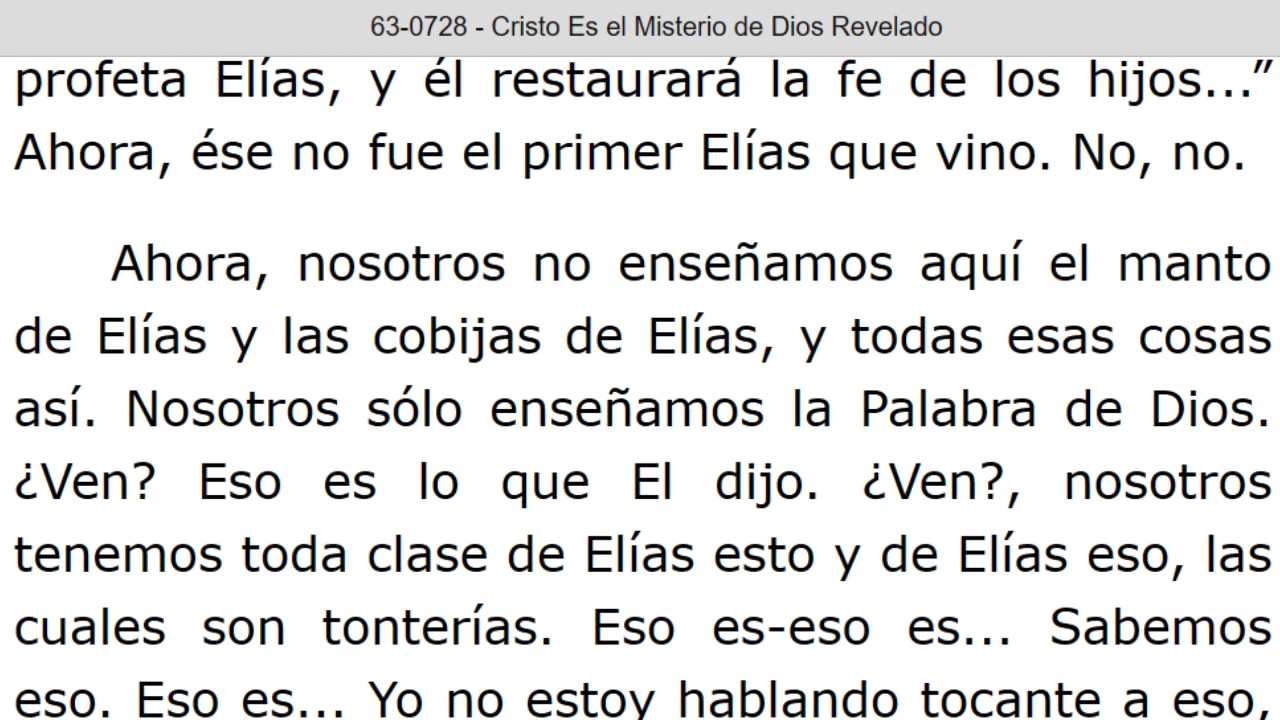 63-0728 - Cristo Es el Misterio de Dios Revelado
profeta Elías, y él restaurará la fe de los hijos...”
Ahora, ése no fue el primer Elías que vino. No, no.
Ahora, nosotros no enseñamos aquí el manto
de Elías y las cobijas de Elías, y todas esas cosas
así. Nosotros sólo enseñamos la Palabra de Dios.
¿Ven? Eso es lo que El dijo. ¿Ven?, nosotros
tenemos toda clase de Elías esto y de Elías eso, las
cuales son tonterías. Eso es-eso es... Sabemos
eso. Eso es... Yo no estoy hablando tocante a eso,